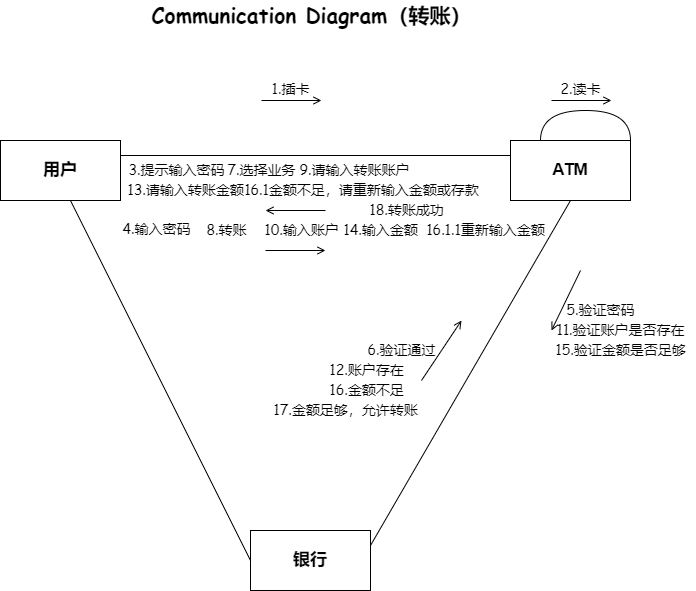 Communication Diagram (转账)
1.插卡
2.读卡
用户
ATM
3.提示输入密码 7.选择业务 9.请输入转账账户
13.请输入转账金额16.1金额不足，请重新输入金额或存款
18.转账成功
4.输入密码 8.转账 10.输入账户 14.输入金额 16.1.1重新输入金额
5.验证密码
11.验证账户是否存在
15.验证金额是否足够
6.验证通过
12.账户存在
16.金额不足
17.金额足够，允许转账
银行